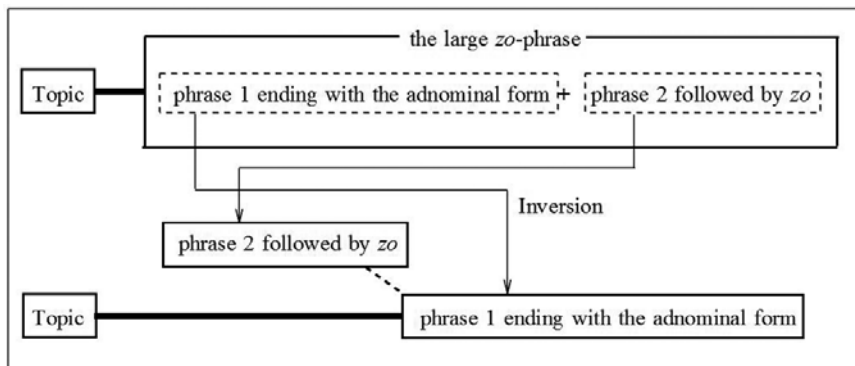 the large zo-phrase
Topic
phrase 1 ending with the adnominal form + phrase 2 followed by zo
Inversion
phrase 2 followed by zo
Topic
phrase 1 ending with the adnominal form